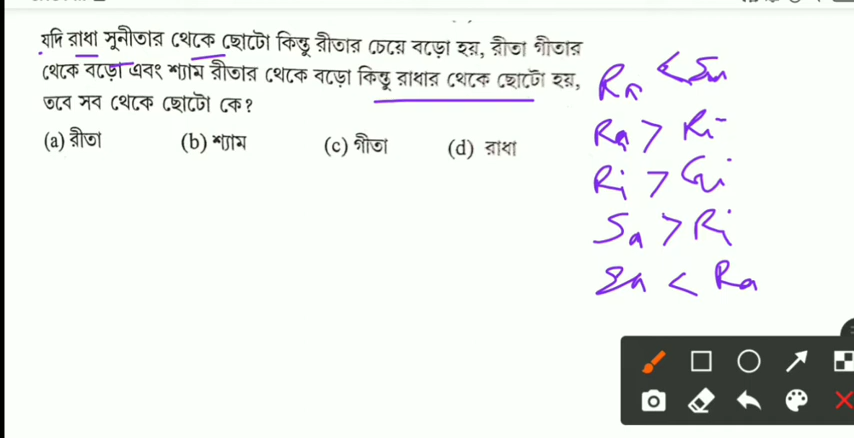 যদি রাধা সুনীতার থেকে ছোটো কিন্তু রীতার চেয়ে বড়ো হয়, রীতা গীতার
থেকে বড়ো এবং শ্যাম রীতার থেকে বড়ো কিন্তু রাধার থেকে ছোটো হয়,
তবে সব থেকে ছোটো কে?
(a) রীতা (b) শ্যাম (c) গীতা (d) রাধা
Ra < Su
Ra > Ri
Ri > Gi
Sa > Ri
Sa < Ra